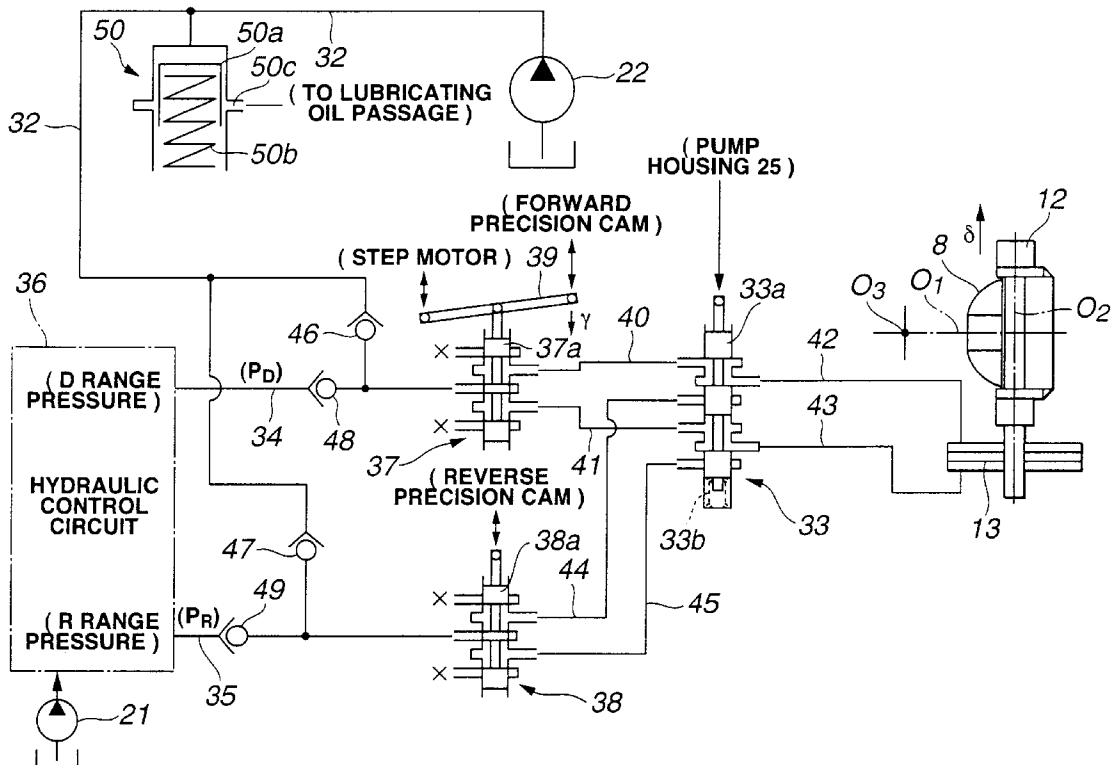 32
50
50a
50c
32
22
( TO LUBRICATING
OIL PASSAGE )
50b
32
( PUMP
HOUSING 25 )
( FORWARD
PRECISION CAM )
( STEP MOTOR )
39
γ
δ
12
8
O3
O1
O2
36
46
37a
40
33a
42
( D RANGE
PRESSURE )
(PD)
34
48
×
×
37
41
43
HYDRAULIC
CONTROL
CIRCUIT
( REVERSE
PRECISION CAM )
33b
33
13
47
38a
44
45
( R RANGE
PRESSURE )
(PR)
49
35
×
×
38
21